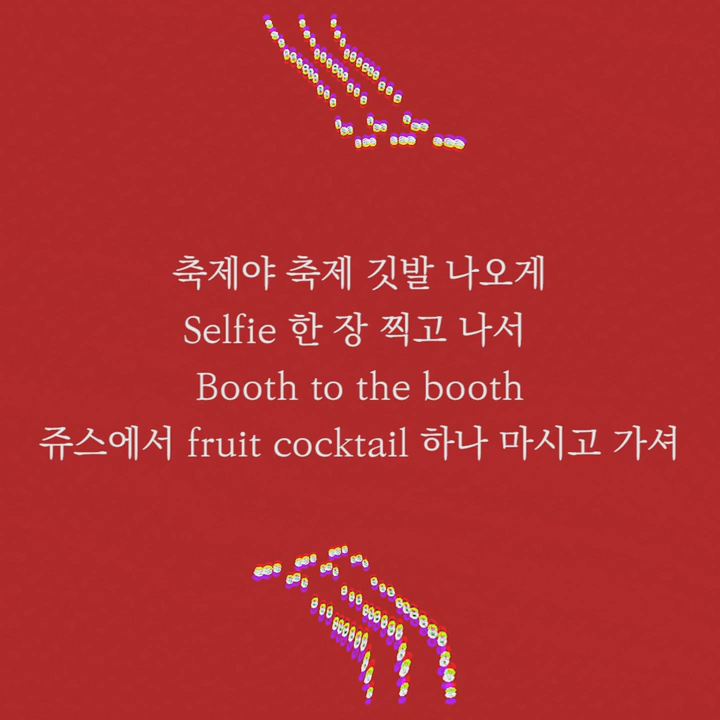 축제야 축제 깃발 나오게
Selfie 한 장 찍고 나서
Booth to the booth
쥬스에서 fruit cocktail 하나 마시고 가셔